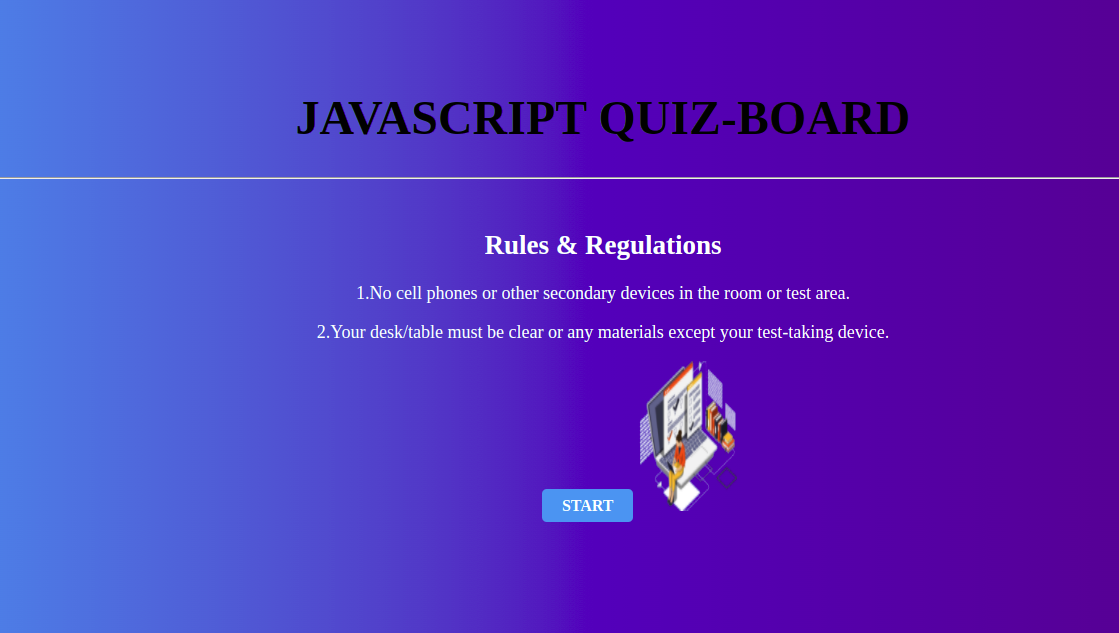 JAVASCRIPT QUIZ-BOARD
Rules & Regulations
1.No cell phones or other secondary devices in the room or test area.
2.Your desk/table must be clear or any materials except your test-taking device.
START